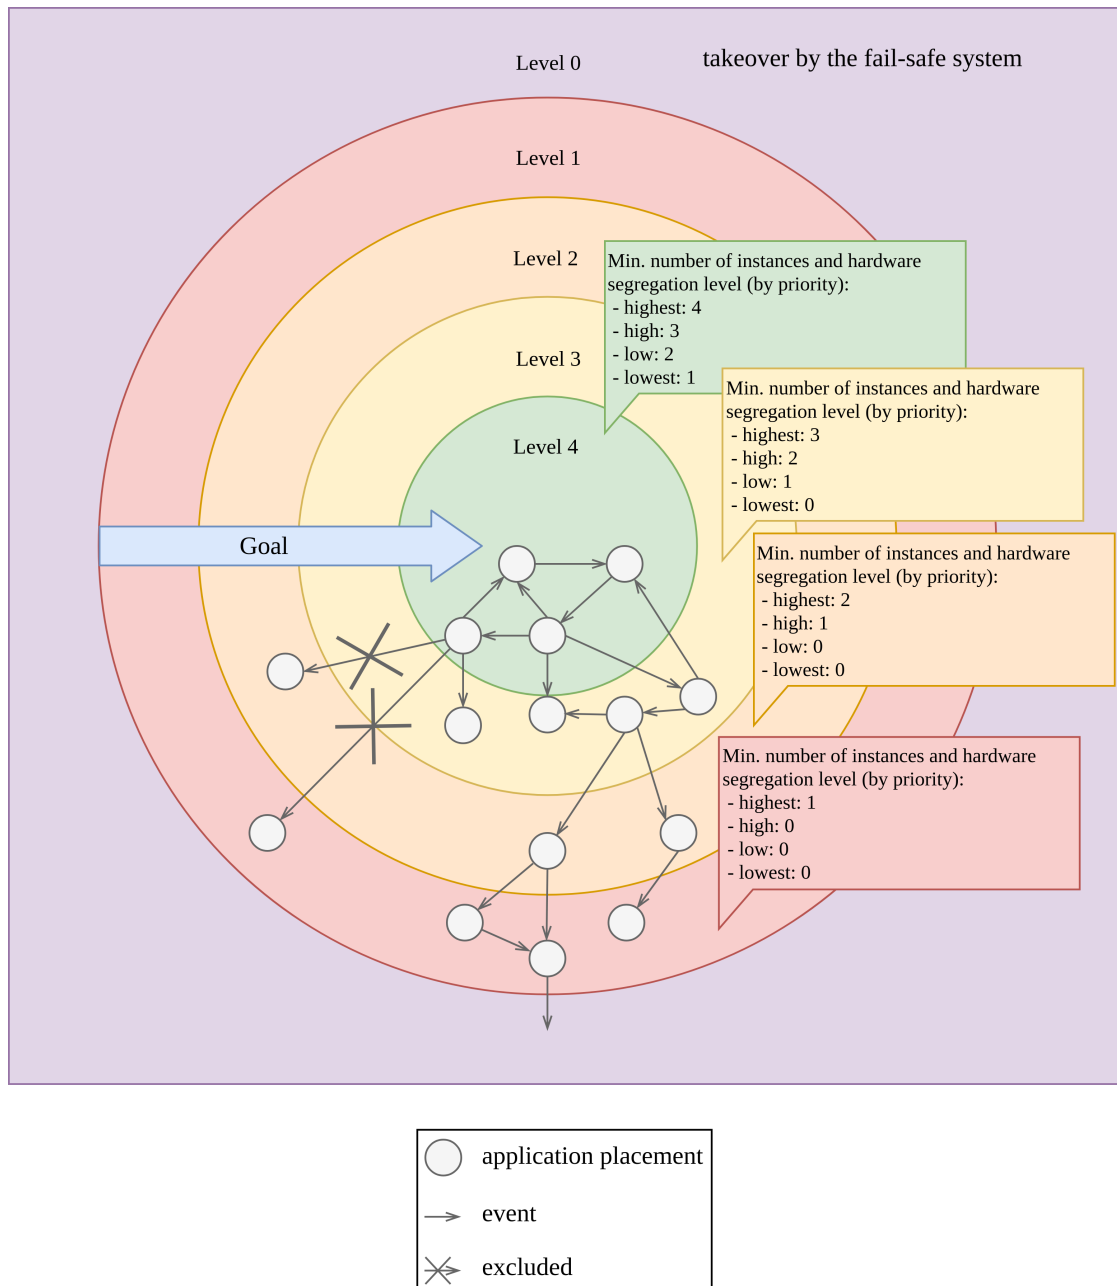 Level 0
takeover by the fail-safe system
Level 1
Level 2
Level 3
Level 4
Min. number of instances and hardware
segregation level (by priority):
- highest: 4
- high: 3
- low: 2
- lowest: 1
Min. number of instances and hardware
segregation level (by priority):
- highest: 3
- high: 2
- low: 1
- lowest: 0
Goal
Min. number of instances and hardware
segregation level (by priority):
- highest: 2
- high: 1
- low: 0
- lowest: 0
Min. number of instances and hardware
segregation level (by priority):
- highest: 1
- high: 0
- low: 0
- lowest: 0
application placement
event
excluded